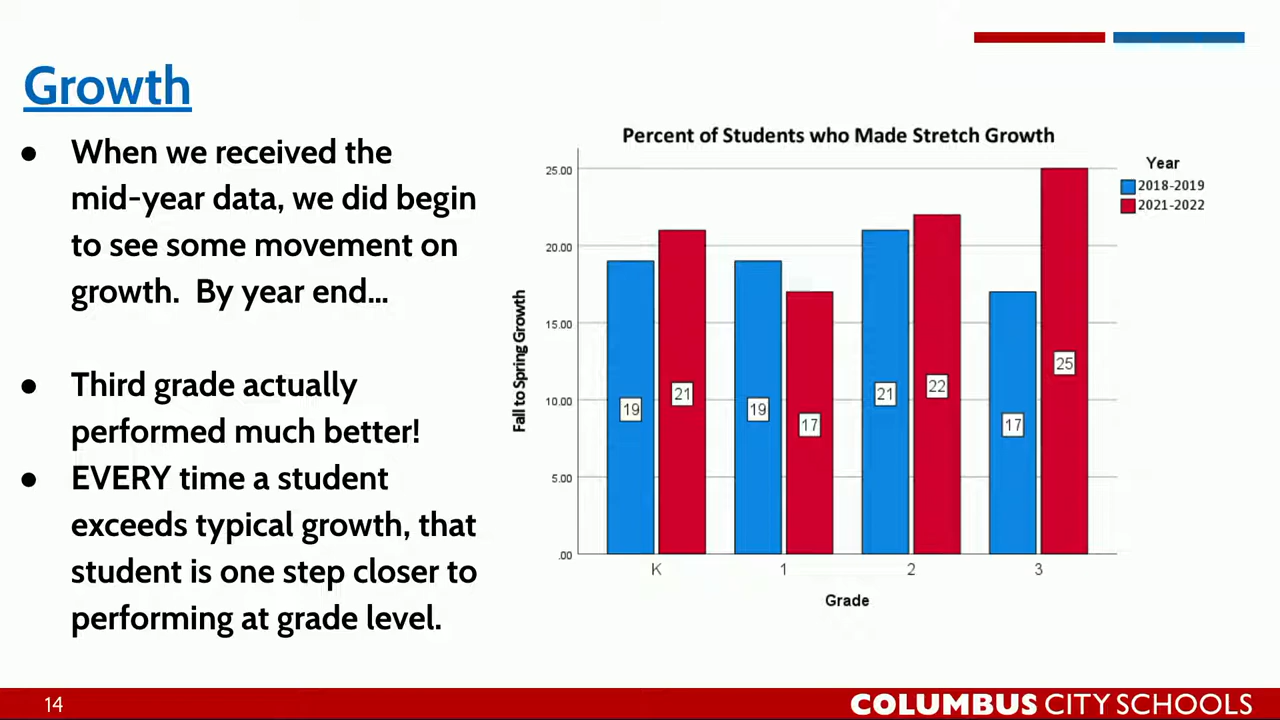 Growth
● When we received the
mid-year data, we did begin
to see some movement on
growth. By year end...
● Third grade actually
performed much better!
● EVERY time a student
exceeds typical growth, that
student is one step closer to
performing at grade level.
Percent of Students who Made Stretch Growth
Year
2018-2019
2021-2022
Fall to Spring Growth
25.00
20.00
15.00
10.00
5.00
.00
19
21
19
17
21
22
17
25
K 1 2 3
Grade
14
COLUMBUS CITY SCHOOLS